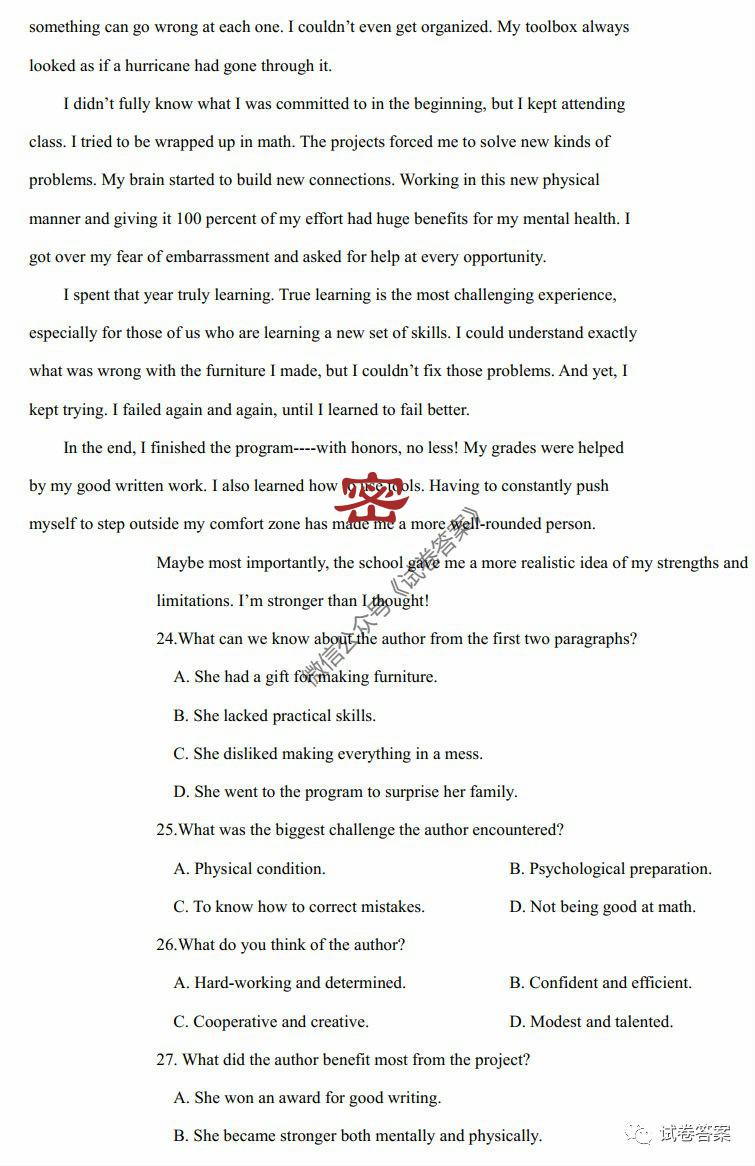 something can go wrong at each one. I couldn’t even get organized. My toolbox always
looked as if a hurricane had gone through it.
I didn’t fully know what I was committed to in the beginning, but I kept attending
class. I tried to be wrapped up in math. The projects forced me to solve new kinds of
problems. My brain started to build new connections. Working in this new physical
manner and giving it 100 percent of my effort had huge benefits for my mental health. I
got over my fear of embarrassment and asked for help at every opportunity.
I spent that year truly learning. True learning is the most challenging experience,
especially for those of us who are learning a new set of skills. I could understand exactly
what was wrong with the furniture I made, but I couldn’t fix those problems. And yet, I
kept trying. I failed again and again, until I learned to fail better.
In the end, I finished the program----with honors, no less! My grades were helped
by my good written work. I also learned how to use tools. Having to constantly push
密
myself to step outside my comfort zone has made me a more well-rounded person.
Maybe most importantly, the school gave me a more realistic idea of my strengths and
limitations. I’m stronger than I thought!
微信公众号《试卷答案》
24.What can we know about the author from the first two paragraphs?
A. She had a gift for making furniture.
B. She lacked practical skills.
C. She disliked making everything in a mess.
D. She went to the program to surprise her family.
25.What was the biggest challenge the author encountered?
A. Physical condition. B. Psychological preparation.
C. To know how to correct mistakes. D. Not being good at math.
26.What do you think of the author?
A. Hard-working and determined. B. Confident and efficient.
C. Cooperative and creative. D. Modest and talented.
27. What did the author benefit most from the project?
A. She won an award for good writing.
B. She became stronger both mentally and physically.
试卷答案